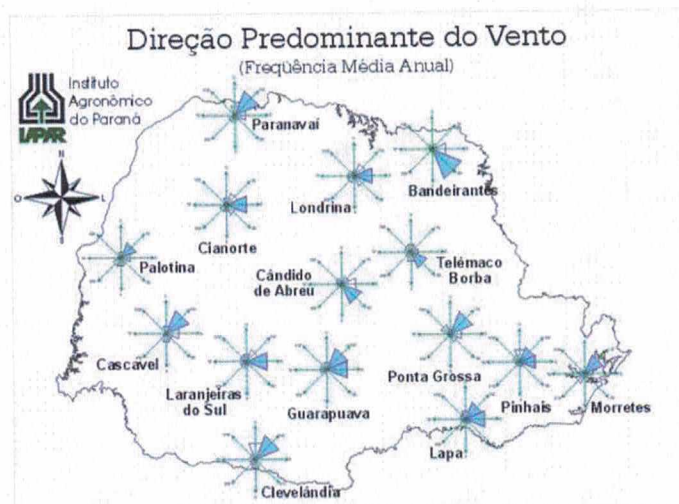 Direção Predominante do Vento
(Freqüência Média Anual)
Instituto
Agronômico
do Paraná
IAPAR
N
O
L
S
Paranavaí
Bandeirantes
Londrina
Cianorte
Palotina
Cândido
de Abreu
Telémaco
Borba
Cascavel
Laranjeiras
do Sul
Guarapuava
Ponta Grossa
Pinhais
Morretes
Lapa
Clevelândia